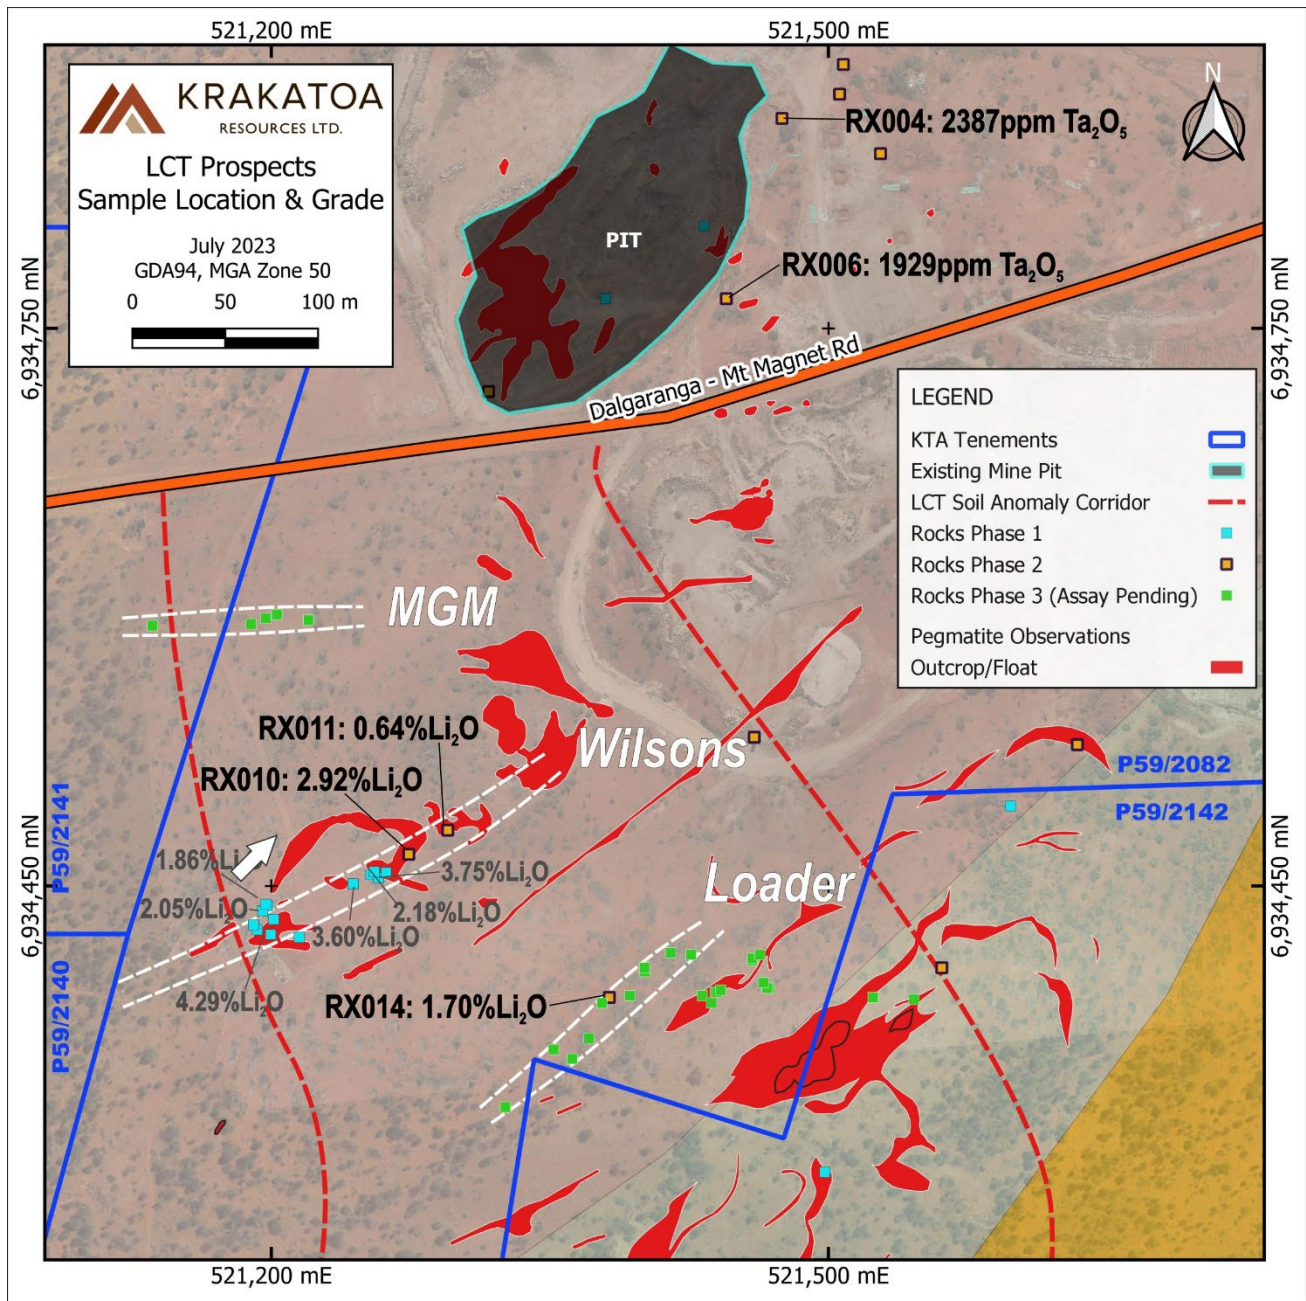 521,200 mE
521,500 mE
KRAKATOA
RESOURCES LTD.
LCT Prospects
Sample Location & Grade
July 2023
GDA94, MGA Zone 50
0 50 100 m
N
RX004: 2387ppm Ta₂O₅
PIT
RX006: 1929ppm Ta₂O₅
6,934,750 mN
6,934,750 mN
Dalgaranga - Mt Magnet Rd
LEGEND
KTA Tenements
Existing Mine Pit
LCT Soil Anomaly Corridor
Rocks Phase 1
Rocks Phase 2
Rocks Phase 3 (Assay Pending)
Pegmatite Observations
Outcrop/Float
MGM
RX011: 0.64%Li₂O
Wilsons
RX010: 2.92%Li₂O
P59/2082
P59/2142
P59/2141
6,934,450 mN
6,934,450 mN
1.86%Li
3.75%Li₂O
Loader
2.05%Li₂O
2.18%Li₂O
3.60%Li₂O
4.29%Li₂O
RX014: 1.70%Li₂O
P59/2140
521,200 mE
521,500 mE